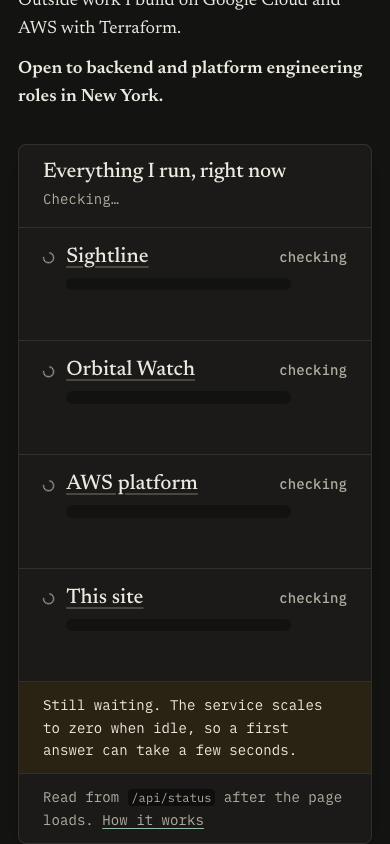 Outside work I build on Google Cloud and
AWS with Terraform.
Open to backend and platform engineering
roles in New York.
Everything I run, right now
Checking…
Sightline checking
Orbital Watch checking
AWS platform checking
This site checking
Still waiting. The service scales
to zero when idle, so a first
answer can take a few seconds.
Read from /api/status after the page
loads. How it works